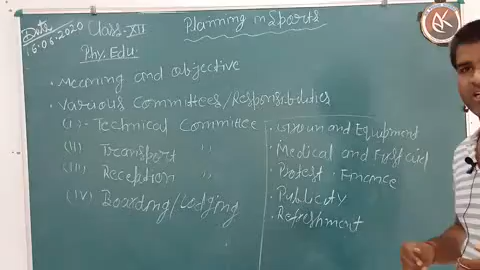 Date
16.06.2020
Class-XII
Planning in Sports
Phy. Edu:
• Meaning and objective
• Various Committees/Responsibilities
(I) - Technical Committee
(II) Transport "
(III) Reception "
(IV) Boarding/Lodging
• Ground and Equipment
• Medical and First aid
• Protest • Finance
• Publicity
• Refreshment
AK